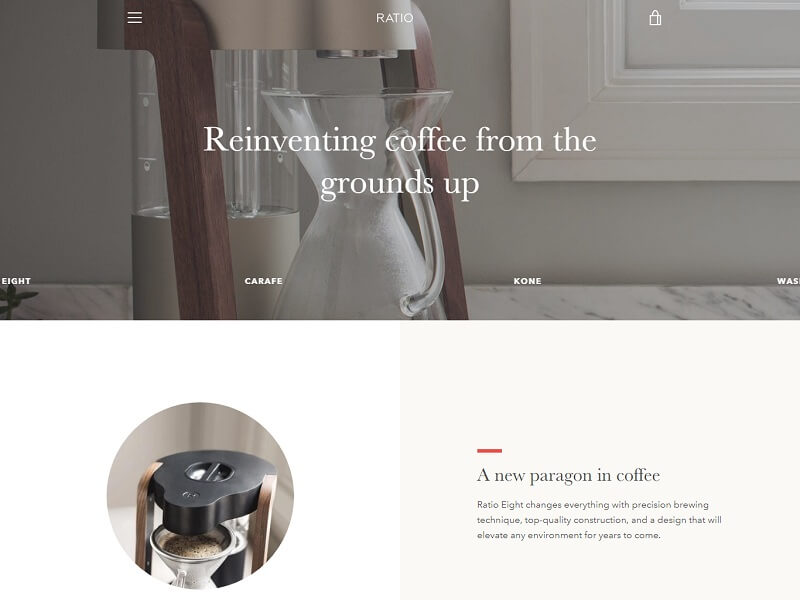 RATIO
Reinventing coffee from the
grounds up
EIGHT
CARAFE
KONE
A new paragon in coffee
Ratio Eight changes everything with precision brewing
technique, top-quality construction, and a design that will
elevate any environment for years to come.